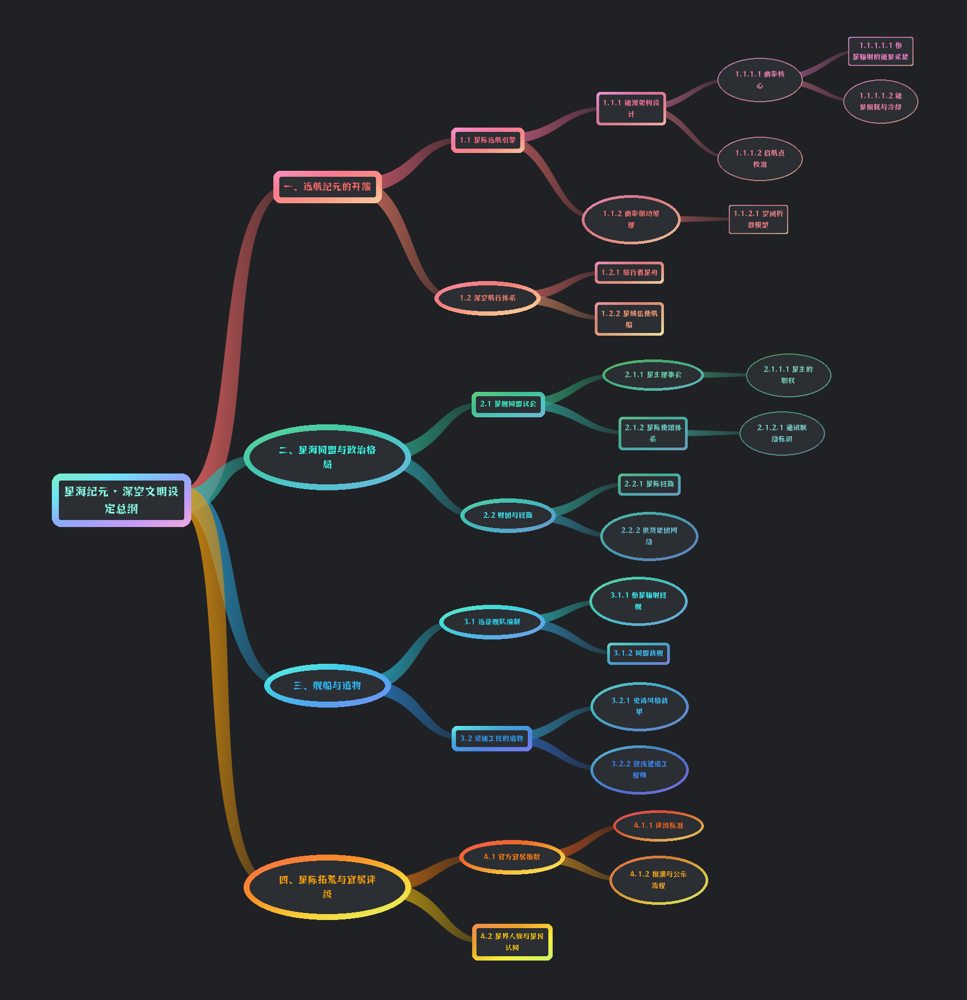 星海纪元·深空文明设
定总纲
一、远航纪元的开端
1.1 星际远航引擎
1.1.1 能源架构设
计
1.1.1.1 曲率核
心
1.1.1.1.1 恒
星辐射的能量采集
1.1.1.1.2 能
量损耗与冷却
1.1.1.2 启航点
校准
1.1.2 曲率驱动原
理
1.1.2.1 空间折
叠模型
1.2 深空航行体系
1.2.1 旅行者星舟
1.2.2 星域信使航
船
二、星海同盟与政治格
局
2.1 星舰同盟议会
2.1.1 星主理事会
2.1.1.1 星主的
职权
2.1.2 星际使馆体
系
2.1.2.1 通讯联
络标识
2.2 财团与巨商
2.2.1 星际巨商
2.2.2 供货集团网
络
三、舰船与造物
3.1 远征舰队编制
3.1.1 恒星辐射巨
舰
3.1.2 同盟战舰
3.2 灵能工匠的造物
3.2.1 史诗风格战
甲
3.2.2 管线建造工
程师
四、星际拓荒与宜居评
级
4.1 官方宜居指数
4.1.1 评级标准
4.1.2 推演与公示
流程
4.2 星界人族与星民
认同